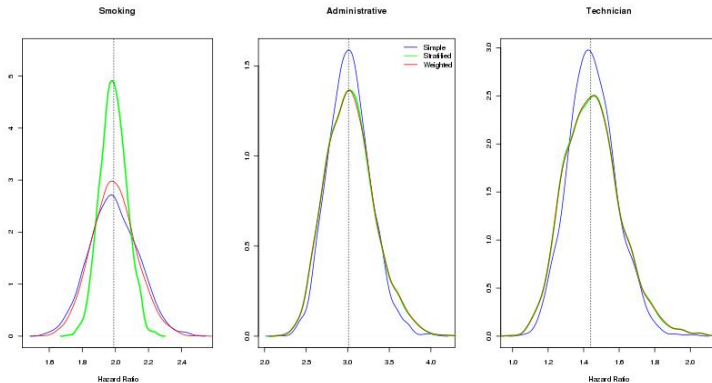 Smoking
Administrative
Technician
Simple
Stratified
Weighted
5
4
3
2
1
0
1.5
1.0
0.5
0.0
3.0
2.5
2.0
1.5
1.0
0.5
0.0
1.6 1.8 2.0 2.2 2.4
2.0 2.5 3.0 3.5 4.0
1.0 1.2 1.4 1.6 1.8 2.0
Hazard Ratio
Hazard Ratio